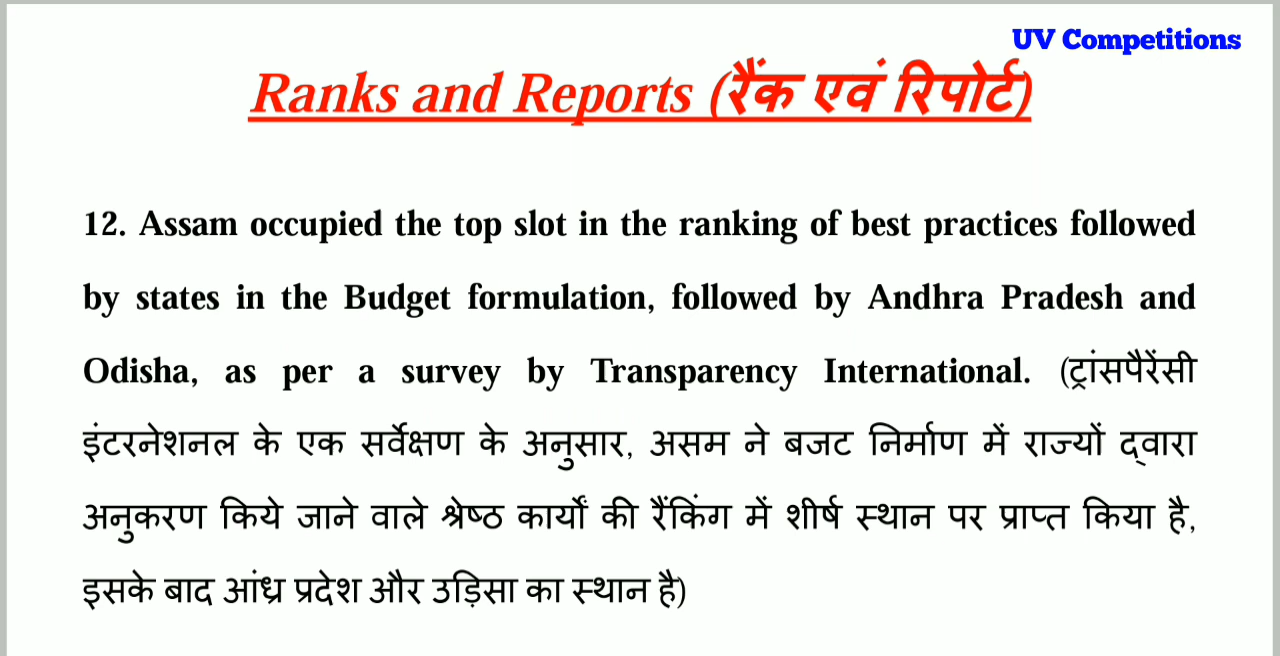 UV Competitions
Ranks and Reports (रैंक एवं रिपोर्ट)
12. Assam occupied the top slot in the ranking of best practices followed
by states in the Budget formulation, followed by Andhra Pradesh and
Odisha, as per a survey by Transparency International. (ट्रांसपैरेंसी
इंटरनेशनल के एक सर्वेक्षण के अनुसार, असम ने बजट निर्माण में राज्यों द्वारा
अनुकरण किये जाने वाले श्रेष्ठ कार्यों की रैंकिंग में शीर्ष स्थान पर प्राप्त किया है,
इसके बाद आंध्र प्रदेश और उड़िसा का स्थान है)